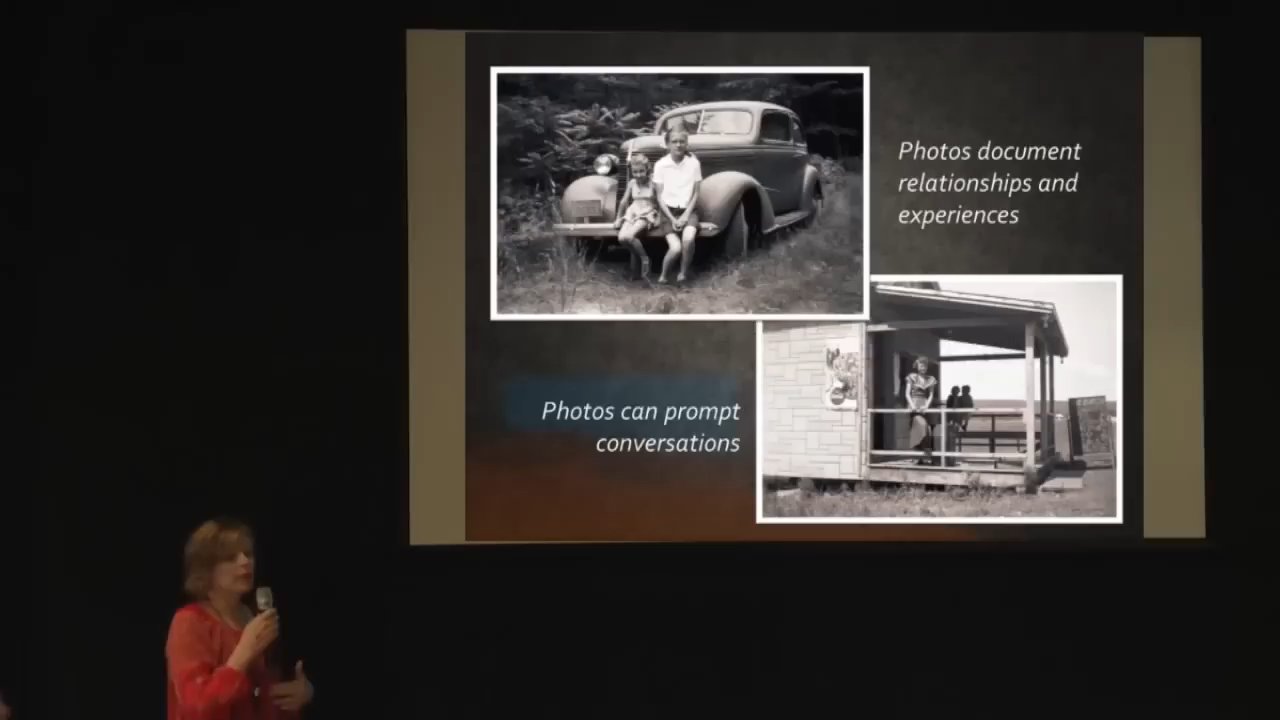 Photos document
relationships and
experiences
Photos can prompt
conversations